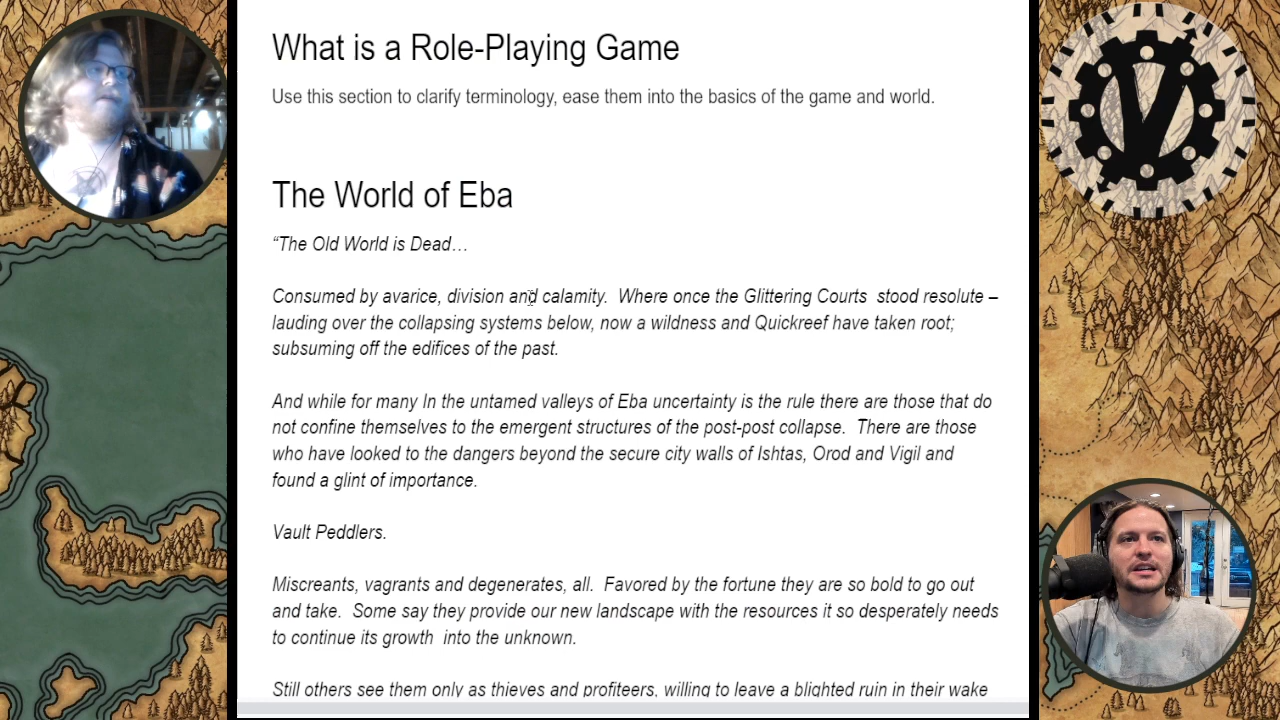 What is a Role-Playing Game
Use this section to clarify terminology, ease them into the basics of the game and world.
The World of Eba
“The Old World is Dead…
Consumed by avarice, division and calamity.  Where once the Glittering Courts  stood resolute –
lauding over the collapsing systems below, now a wildness and Quickreef have taken root;
subsuming off the edifices of the past.
And while for many In the untamed valleys of Eba uncertainty is the rule there are those that do
not confine themselves to the emergent structures of the post-post collapse.  There are those
who have looked to the dangers beyond the secure city walls of Ishtas, Orod and Vigil and
found a glint of importance.
Vault Peddlers.
Miscreants, vagrants and degenerates, all.  Favored by the fortune they are so bold to go out
and take.  Some say they provide our new landscape with the resources it so desperately needs
to continue its growth  into the unknown.
Still others see them only as thieves and profiteers, willing to leave a blighted ruin in their wake
V